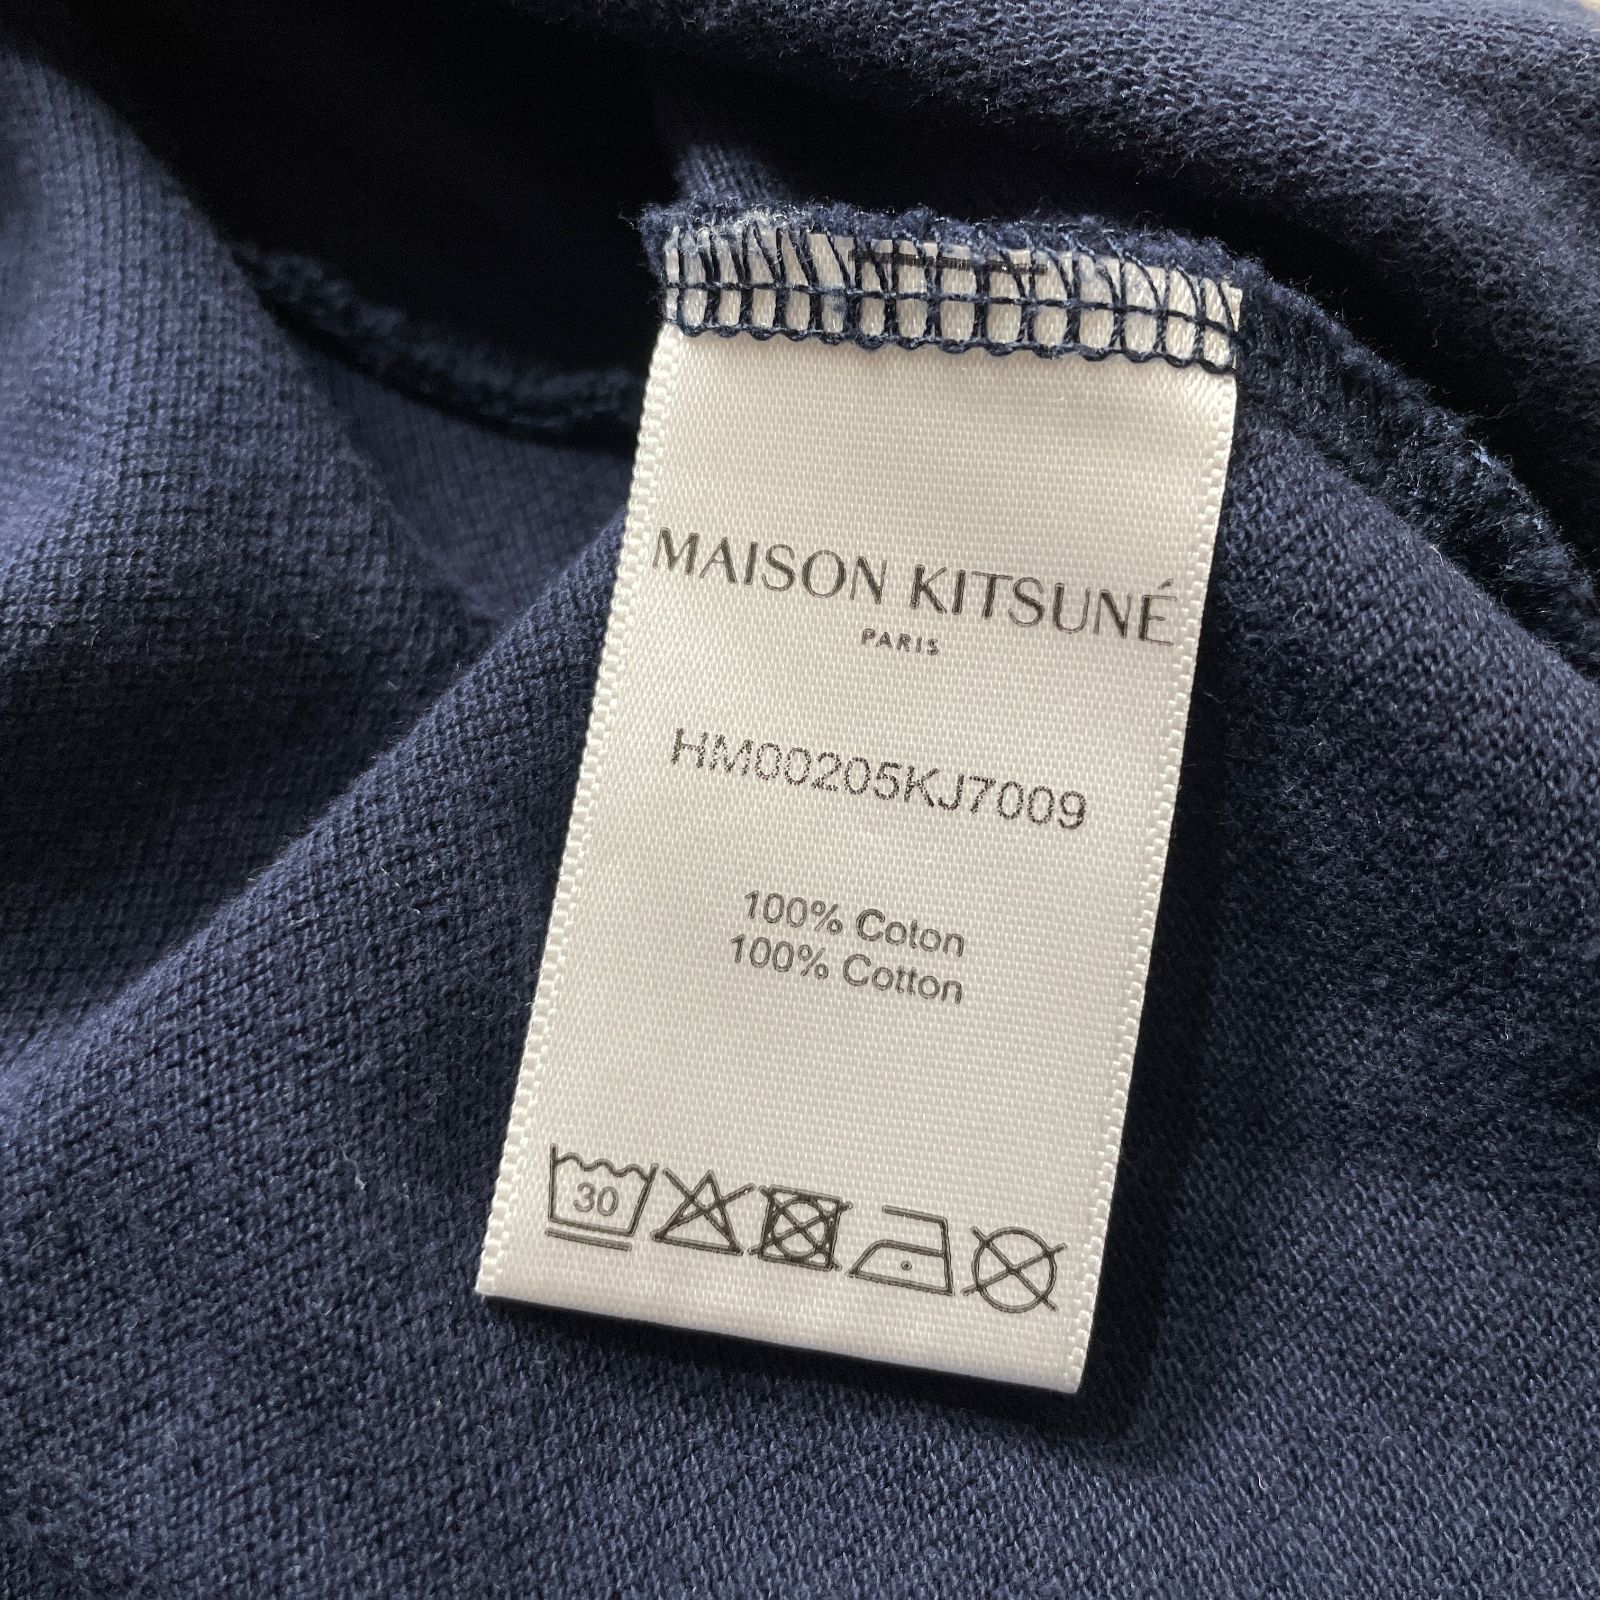 MAISON KITSUNÉ
PARIS
HM00205KJ7009
100% Coton
100% Cotton
30